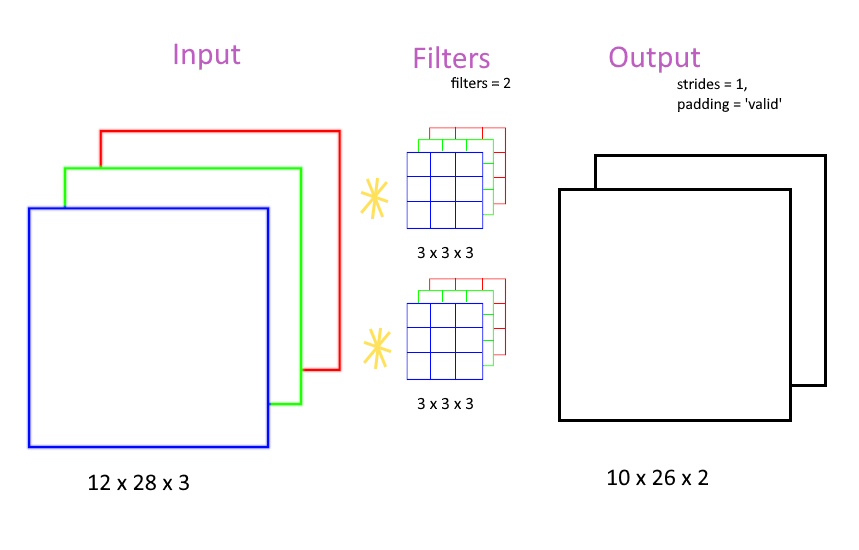 Input
Filters
Output
filters = 2
strides = 1,
padding = 'valid'
3 x 3 x 3
3 x 3 x 3
12 x 28 x 3
10 x 26 x 2